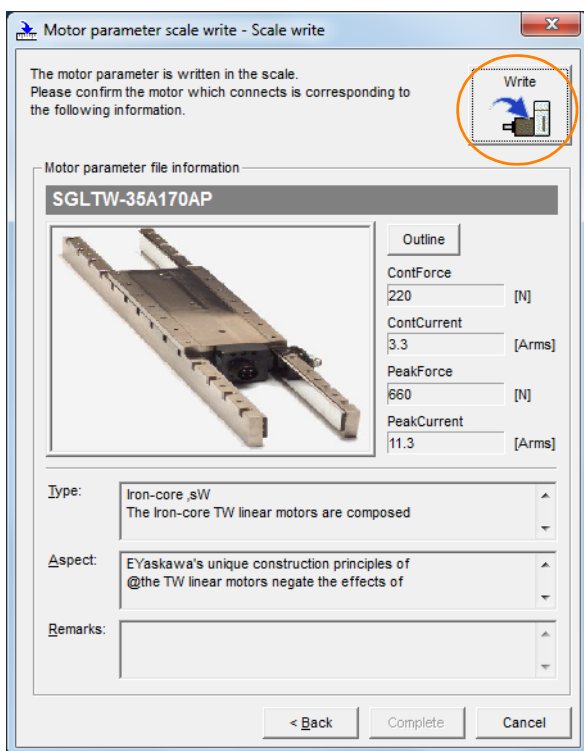 Motor parameter scale write - Scale write
The motor parameter is written in the scale.
Please confirm the motor which connects is corresponding to
the following information.
Write
Motor parameter file information
SGLTW-35A170AP
Outline
ContForce
220 [N]
ContCurrent
3.3 [Arms]
PeakForce
660 [N]
PeakCurrent
11.3 [Arms]
Type:
Iron-core ,sW
The Iron-core TW linear motors are composed
Aspect:
EYaskawa's unique construction principles of
@the TW linear motors negate the effects of
Remarks:
< Back
Complete
Cancel